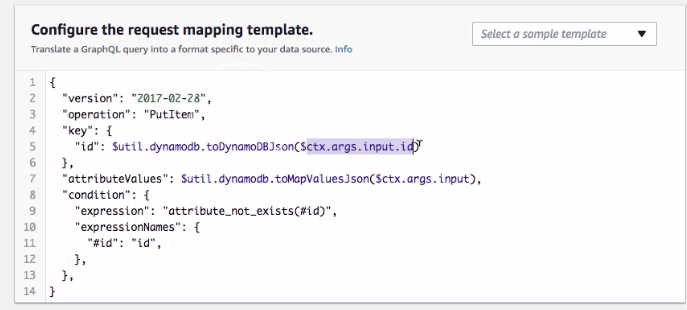 Configure the request mapping template.
Select a sample template
Translate a GraphQL query into a format specific to your data source. Info
1 {
2 "version": "2017-02-28",
3 "operation": "PutItem",
4 "key": {
5 "id": $util.dynamodb.toDynamoDBJson($ctx.args.input.id)
6 },
7 "attributeValues": $util.dynamodb.toMapValuesJson($ctx.args.input),
8 "condition": {
9 "expression": "attribute_not_exists(#id)",
10 "expressionNames": {
11 "#id": "id",
12 },
13 },
14 }